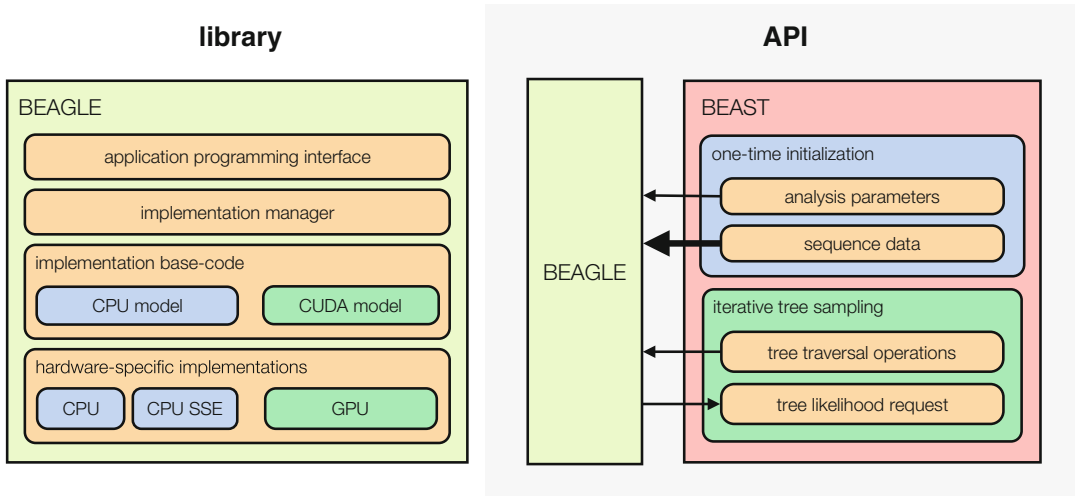 library
BEAGLE
application programming interface
implementation manager
implementation base-code
CPU model
CUDA model
hardware-specific implementations
CPU
CPU SSE
GPU
API
BEAGLE
BEAST
one-time initialization
analysis parameters
sequence data
iterative tree sampling
tree traversal operations
tree likelihood request